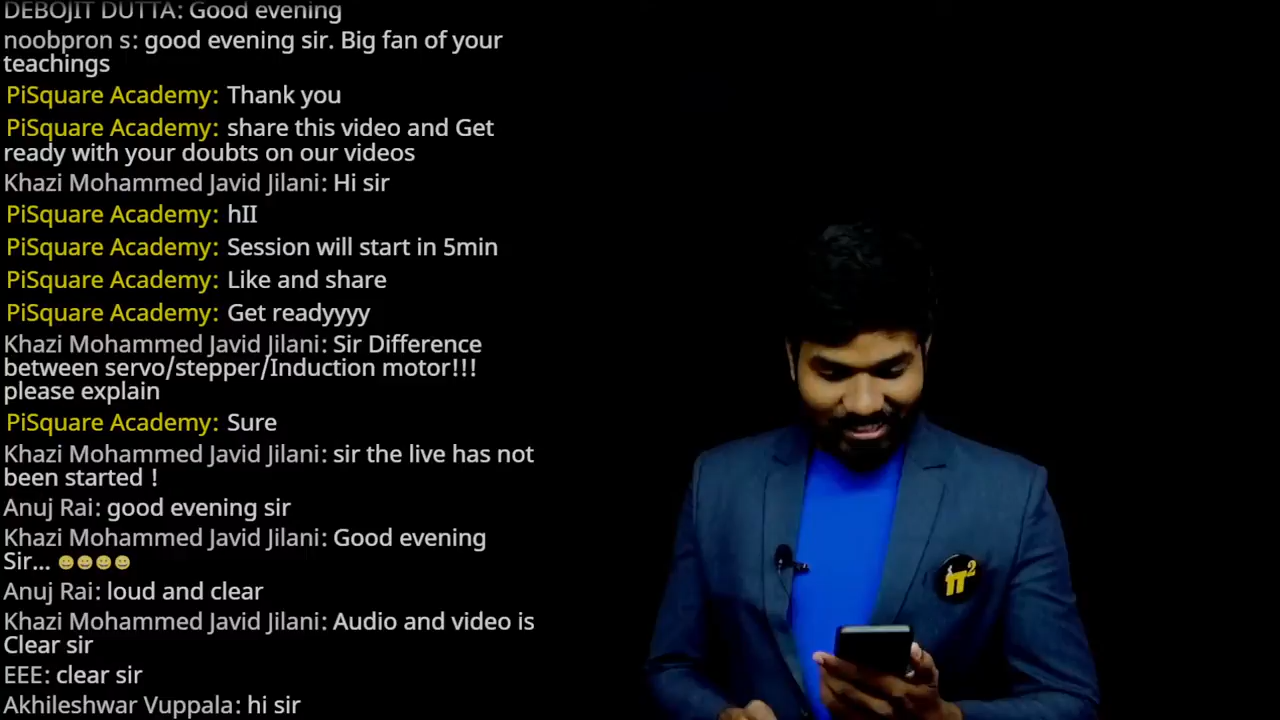 DEBOJIT DUTTA: Good evening
noobpron s: good evening sir. Big fan of your
teachings
PiSquare Academy: Thank you
PiSquare Academy: share this video and Get
ready with your doubts on our videos
Khazi Mohammed Javid Jilani: Hi sir
PiSquare Academy: hII
PiSquare Academy: Session will start in 5min
PiSquare Academy: Like and share
PiSquare Academy: Get readyyyy
Khazi Mohammed Javid Jilani: Sir Difference
between servo/stepper/Induction motor!!!
please explain
PiSquare Academy: Sure
Khazi Mohammed Javid Jilani: sir the live has not
been started !
Anuj Rai: good evening sir
Khazi Mohammed Javid Jilani: Good evening
Sir... 😀😀😀😀
Anuj Rai: loud and clear
Khazi Mohammed Javid Jilani: Audio and video is
Clear sir
EEE: clear sir
Akhileshwar Vuppala: hi sir
π2